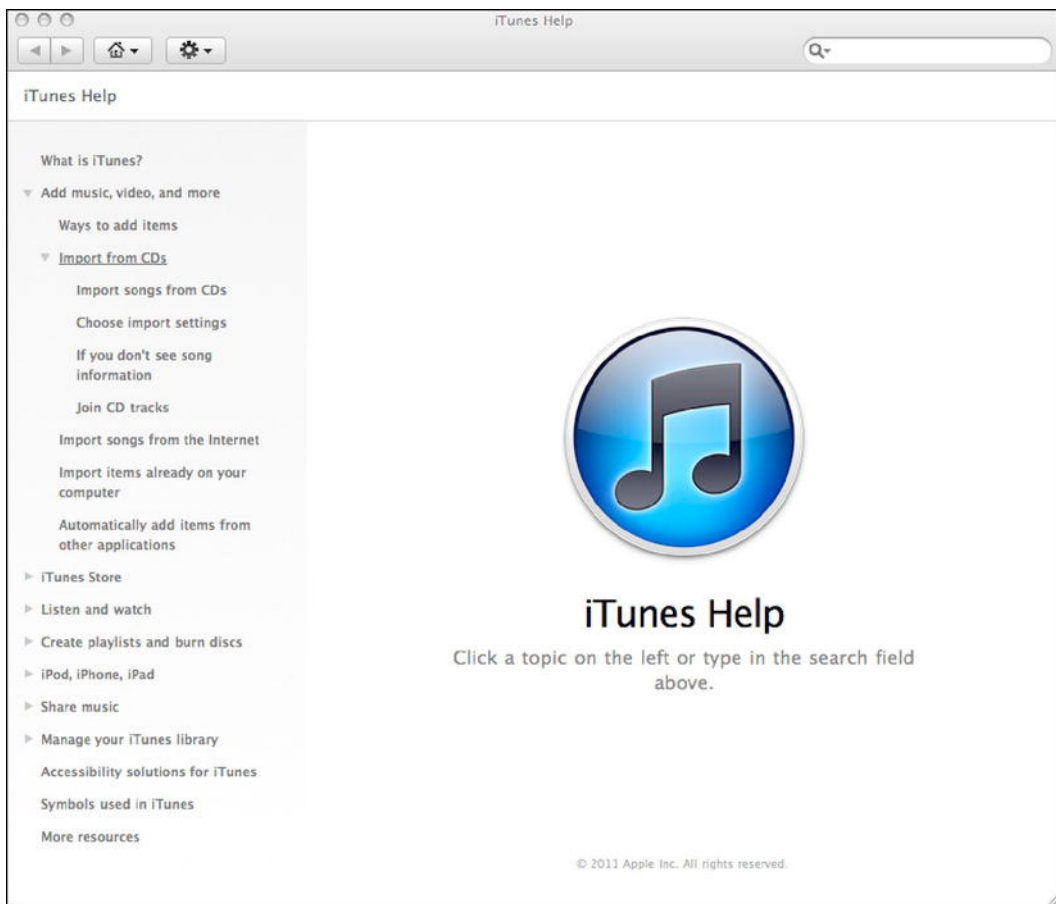 iTunes Help
iTunes Help
What is iTunes?
Add music, video, and more
Ways to add items
Import from CDs
Import songs from CDs
Choose import settings
If you don't see song
information
Join CD tracks
Import songs from the Internet
Import items already on your
computer
Automatically add items from
other applications
iTunes Store
Listen and watch
Create playlists and burn discs
iPod, iPhone, iPad
Share music
Manage your iTunes library
Accessibility solutions for iTunes
Symbols used in iTunes
More resources
iTunes Help
Click a topic on the left or type in the search field
above.
© 2011 Apple Inc. All rights reserved.